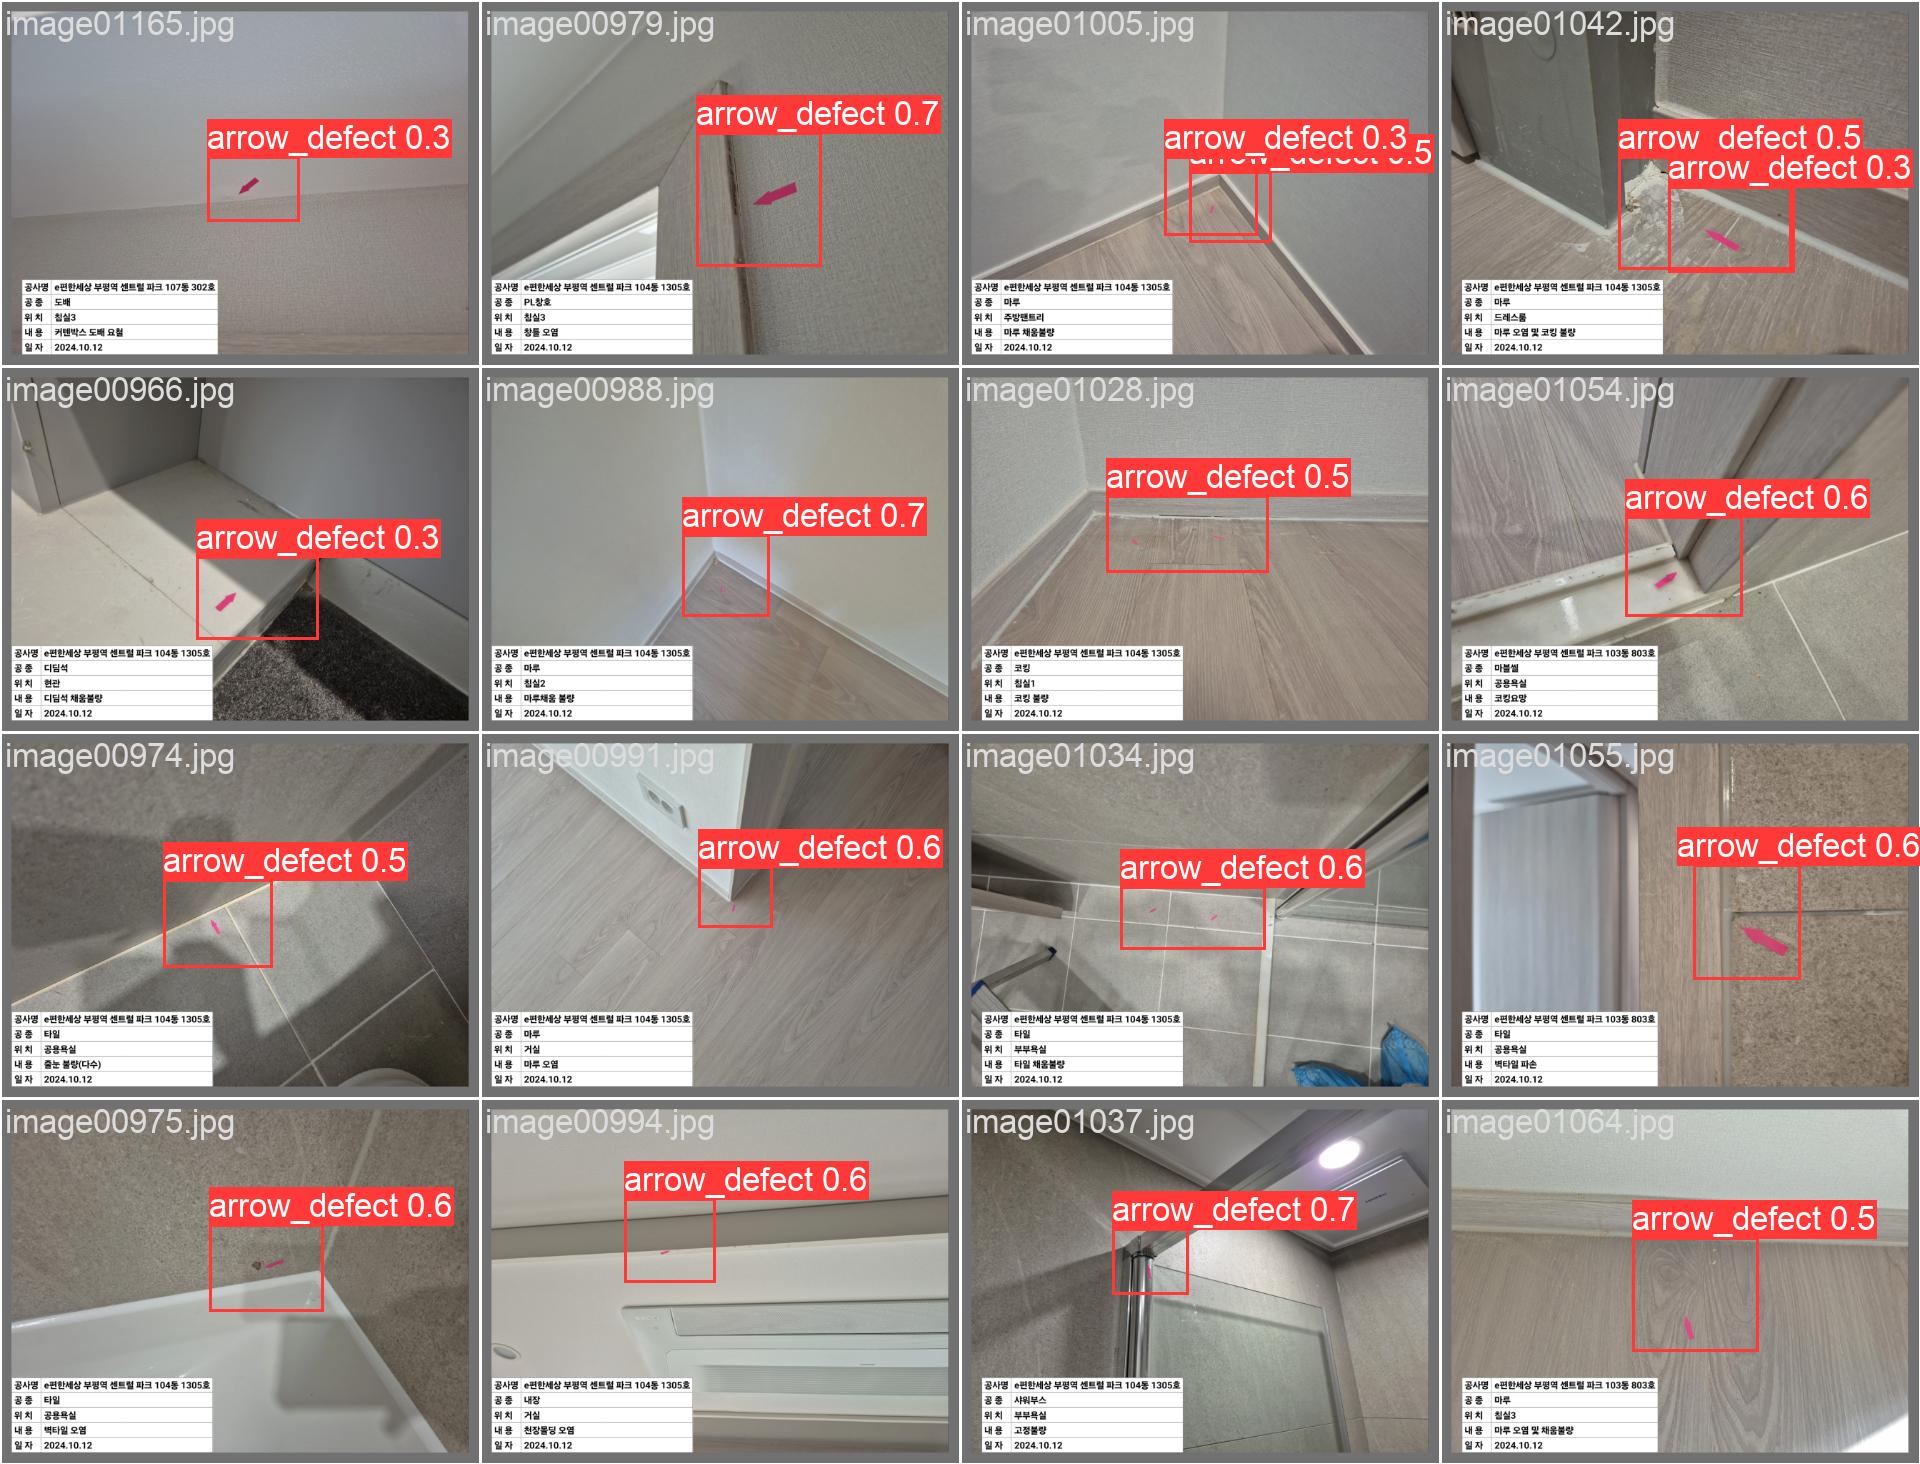 image01165.jpg
arrow_defect 0.3
공사명 e편한세상 부평역 센트럴 파크 107동 302호
공 종 도배
위 치 침실3
내 용 커텐박스 도배 요철
일 자 2024.10.12
image00979.jpg
arrow_defect 0.7
공사명 e편한세상 부평역 센트럴 파크 104동 1305호
공 종 PL창호
위 치 침실3
내 용 창틀 오염
일 자 2024.10.12
image01005.jpg
arrow_defect 0.3
arrow_defect 0.5
공사명 e편한세상 부평역 센트럴 파크 104동 1305호
공 종 마루
위 치 주방팬트리
내 용 마루 채움불량
일 자 2024.10.12
image01042.jpg
arrow_defect 0.5
arrow_defect 0.3
공사명 e편한세상 부평역 센트럴 파크 104동 1305호
공 종 마루
위 치 드레스룸
내 용 마루 오염 및 코킹 불량
일 자 2024.10.12
image00966.jpg
arrow_defect 0.3
공사명 e편한세상 부평역 센트럴 파크 104동 1305호
공 종 디딤석
위 치 현관
내 용 디딤석 채움불량
일 자 2024.10.12
image00988.jpg
arrow_defect 0.7
공사명 e편한세상 부평역 센트럴 파크 104동 1305호
공 종 마루
위 치 침실2
내 용 마루채움 불량
일 자 2024.10.12
image01028.jpg
arrow_defect 0.5
공사명 e편한세상 부평역 센트럴 파크 104동 1305호
공 종 코킹
위 치 침실1
내 용 코킹 불량
일 자 2024.10.12
image01054.jpg
arrow_defect 0.6
공사명 e편한세상 부평역 센트럴 파크 103동 803호
공 종 마블씰
위 치 공용욕실
내 용 코킹요망
일 자 2024.10.12
image00974.jpg
arrow_defect 0.5
공사명 e편한세상 부평역 센트럴 파크 104동 1305호
공 종 타일
위 치 공용욕실
내 용 줄눈 불량(다수)
일 자 2024.10.12
image00991.jpg
arrow_defect 0.6
공사명 e편한세상 부평역 센트럴 파크 104동 1305호
공 종 마루
위 치 거실
내 용 마루 오염
일 자 2024.10.12
image01034.jpg
arrow_defect 0.6
공사명 e편한세상 부평역 센트럴 파크 104동 1305호
공 종 타일
위 치 부부욕실
내 용 타일 채움불량
일 자 2024.10.12
image01055.jpg
arrow_defect 0.6
공사명 e편한세상 부평역 센트럴 파크 103동 803호
공 종 타일
위 치 공용욕실
내 용 벽타일 파손
일 자 2024.10.12
image00975.jpg
arrow_defect 0.6
공사명 e편한세상 부평역 센트럴 파크 104동 1305호
공 종 타일
위 치 공용욕실
내 용 벽타일 오염
일 자 2024.10.12
image00994.jpg
arrow_defect 0.6
공사명 e편한세상 부평역 센트럴 파크 104동 1305호
공 종 내장
위 치 거실
내 용 천장몰딩 오염
일 자 2024.10.12
image01037.jpg
arrow_defect 0.7
공사명 e편한세상 부평역 센트럴 파크 104동 1305호
공 종 샤워부스
위 치 부부욕실
내 용 고정불량
일 자 2024.10.12
image01064.jpg
arrow_defect 0.5
공사명 e편한세상 부평역 센트럴 파크 103동 803호
공 종 마루
위 치 침실3
내 용 마루 오염 및 채움불량
일 자 2024.10.12